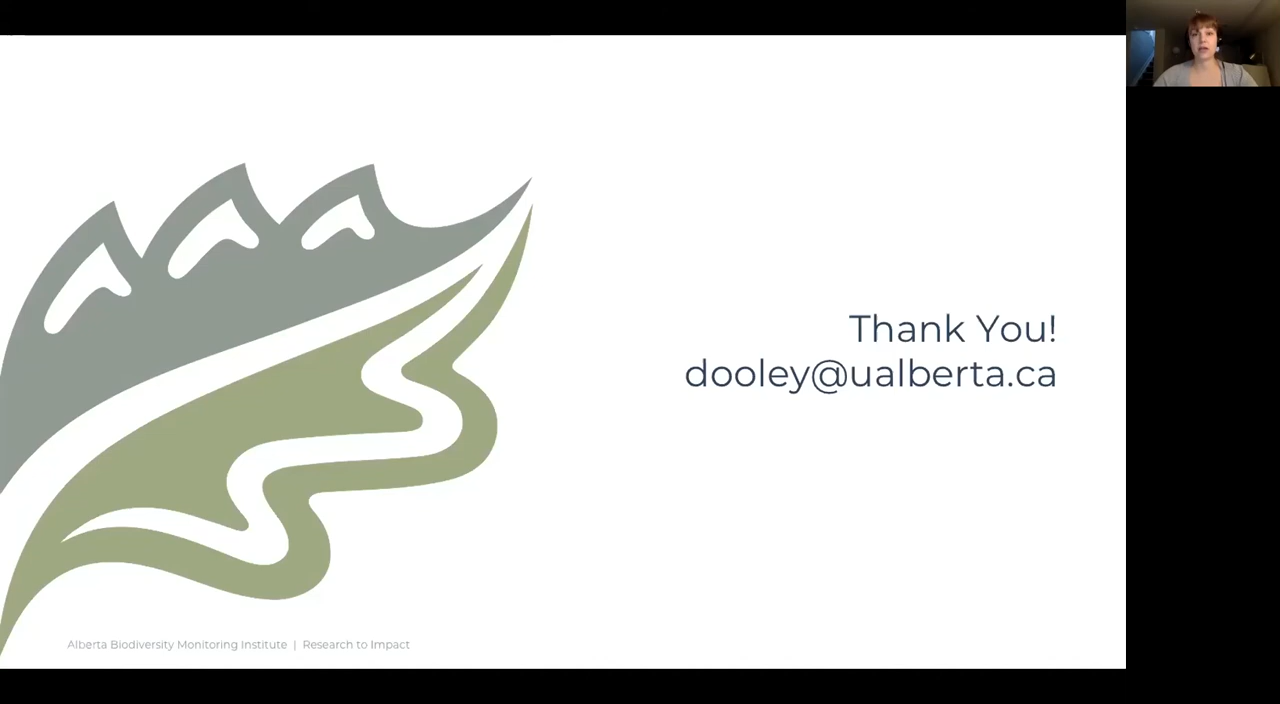 Thank You!
dooley@ualberta.ca
Alberta Biodiversity Monitoring Institute | Research to Impact